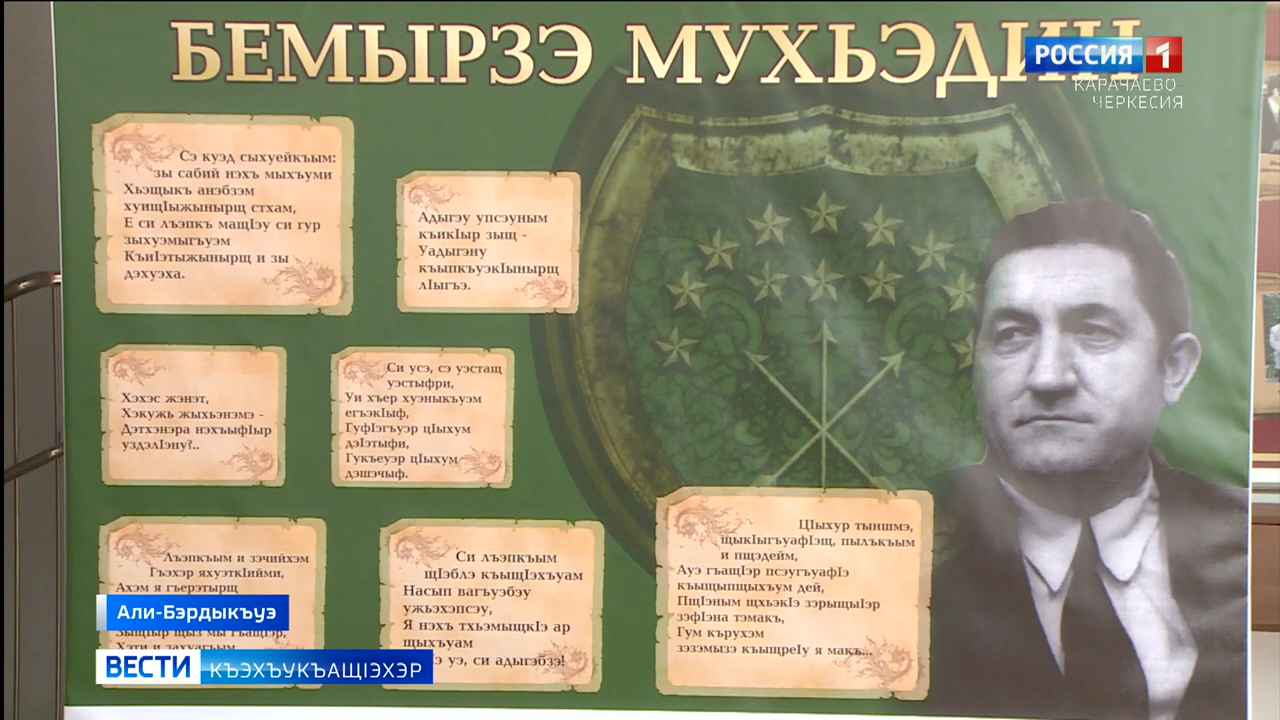 БЕМЫРЗЭ МУХЬЭДИН
РОССИЯ 1
КАРАЧАЕВО-
ЧЕРКЕСИЯ
Сэ куэд сыхуейкъым:
зы сабий нэхъ мыхъуми
Хьэщыкъ анэбзэм
хуищIыжынырщ стхам,
Е си лъэпкъ мащIэу си гур
зыхуэмыгъуэм
КъиIэтыжынырщ и зы
дэхуэха.
Адыгэу упсэуным
къикIыр зыщ -
Уадыгэну
къыпкъуэкIынырщ
лIыгъэ.
Хэхэс жэнэт,
Хэкужь жыхьэнэмэ -
Дэтхэнэра нэхъыфIыр
уздэлIэну?..
Си усэ, сэ уэстащ
уэстыфри,
Уи хъер хуэныкъуэм
егъэкIыф,
ГуфIэгъуэр цIыхум
дэIэтыфи,
Гукъеуэр цIыхум
дэшэчыф.
Лъэпкъым и зэчийхэм
Гъэхэр яхуэткIийми,
Ахэм я гъерэтырщ
Си лъэпкъым
щIэблэ къыщIэхъуам
Насып вагъуэбэу
ужьэхэпсэу,
Я нэхъ тхьэмыщкIэ ар
щыхъуам
уэ, си адыгэбзэ!
ЦIыхур тыншмэ,
щыкIыгъуафIэщ, пылъкъым
и пщэдейм,
Ауэ гъащIэр псэугъуафIэ
къыщыпщыхъум дей,
ПщIэным щхьэкIэ зэрыщыIэр
зэфIэна тэмакъ,
Гум кърухэм
зэзэмызэ къыщреIу я макъ...
Али-Бэрдыкъуэ
ВЕСТИ КЪЭХЪУКЪАЩIЭХЭР